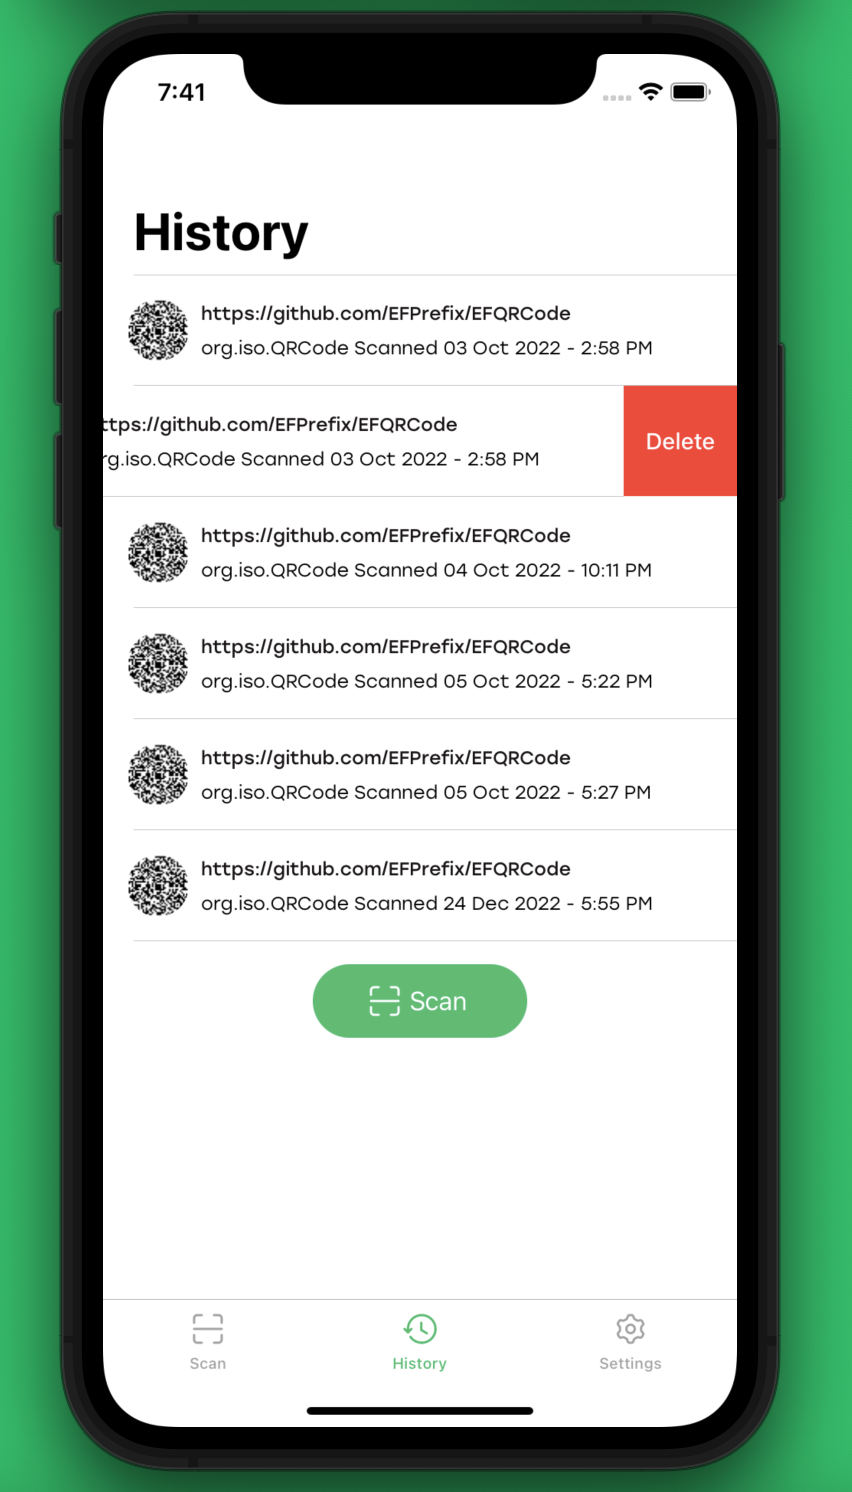 7:41
History
https://github.com/EFPrefix/EFQRCode
org.iso.QRCode Scanned 03 Oct 2022 - 2:58 PM
ttps://github.com/EFPrefix/EFQRCode
rg.iso.QRCode Scanned 03 Oct 2022 - 2:58 PM
Delete
https://github.com/EFPrefix/EFQRCode
org.iso.QRCode Scanned 04 Oct 2022 - 10:11 PM
https://github.com/EFPrefix/EFQRCode
org.iso.QRCode Scanned 05 Oct 2022 - 5:22 PM
https://github.com/EFPrefix/EFQRCode
org.iso.QRCode Scanned 05 Oct 2022 - 5:27 PM
https://github.com/EFPrefix/EFQRCode
org.iso.QRCode Scanned 24 Dec 2022 - 5:55 PM
Scan
Scan
History
Settings